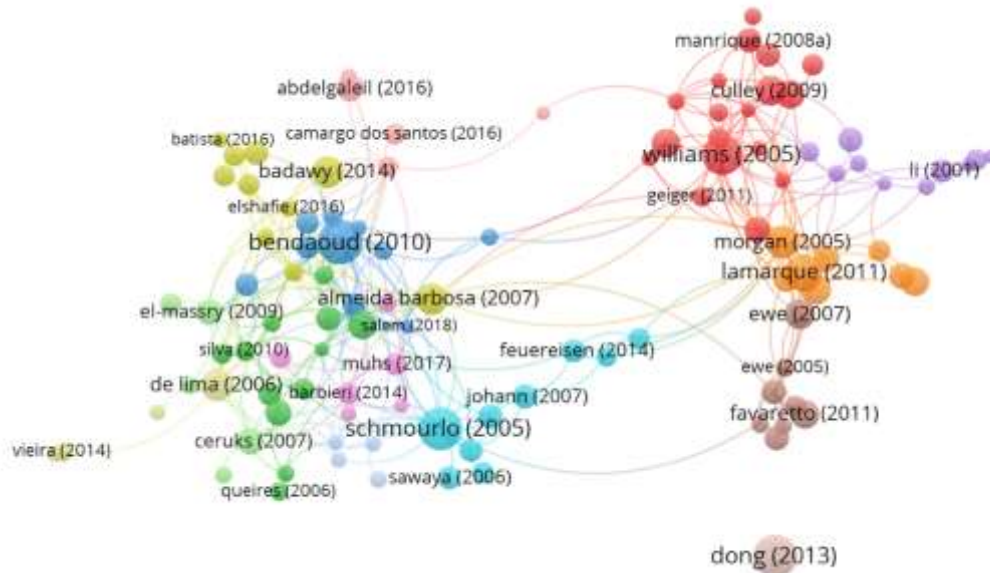 manrique (2008a)
abdelgaleil (2016)
culley (2009)
batista (2016)
camargo dos santos (2016)
williams (2005)
badawy (2014)
li (2001)
geiger (2011)
elshafie (2016)
bendaoud (2010)
morgan (2005)
lamarque (2011)
almeida barbosa (2007)
el-massry (2009)
ewe (2007)
salem (2018)
silva (2010)
feuereisen (2014)
muhs (2017)
ewe (2005)
de lima (2006)
barbieri (2014)
johann (2007)
favaretto (2011)
schmourlo (2005)
ceruks (2007)
vieira (2014)
sawaya (2006)
queires (2006)
dong (2013)